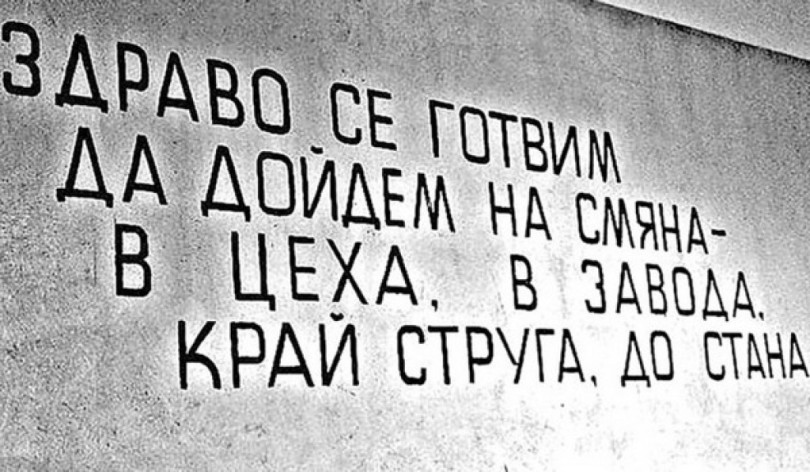 ЗДРАВО СЕ ГОТВИМ
ДА ДОЙДЕМ НА СМЯНА-
В ЦЕХА, В ЗАВОДА,
КРАЙ СТРУГА, ДО СТАНА